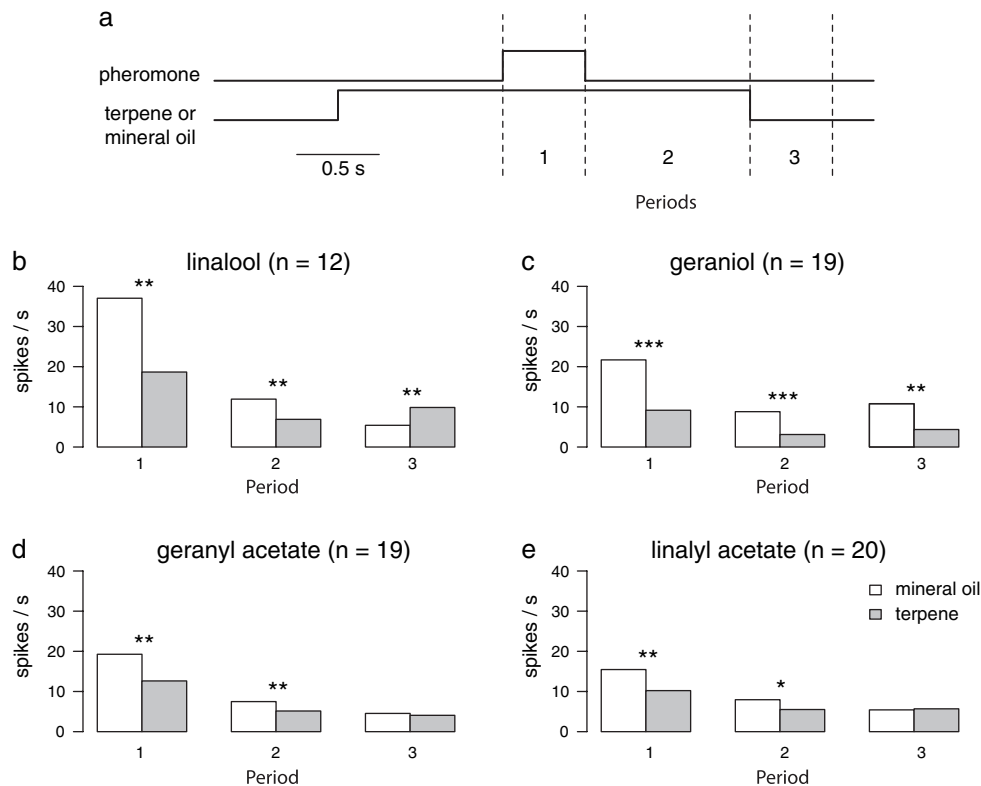 a
pheromone
terpene or
mineral oil
0.5 s
1 2 3
Periods
b linalool (n = 12)
spikes / s
40
30
20
10
0
** ** **
1 2 3
Period
c geraniol (n = 19)
spikes / s
40
30
20
10
0
*** *** **
1 2 3
Period
d geranyl acetate (n = 19)
spikes / s
40
30
20
10
0
** **
1 2 3
Period
e linalyl acetate (n = 20)
spikes / s
40
30
20
10
0
** *
mineral oil
terpene
1 2 3
Period